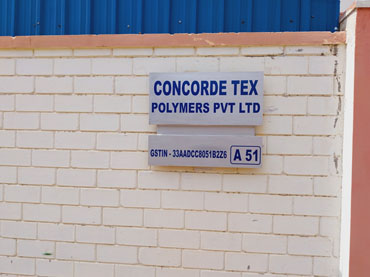 CONCORDE TEX
POLYMERS PVT LTD
GSTIN - 33AADCC8051B2Z6 A 51